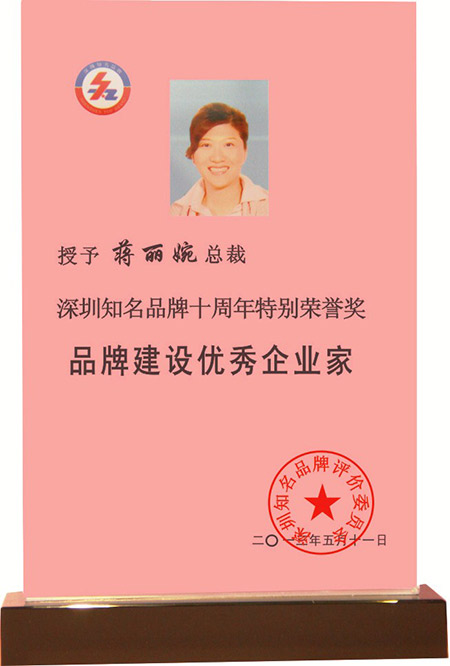 授予 蒋丽婉 总裁
深圳知名品牌十周年特别荣誉奖
品牌建设优秀企业家
深圳知名品牌评价委员会
二〇一三年五月十一日